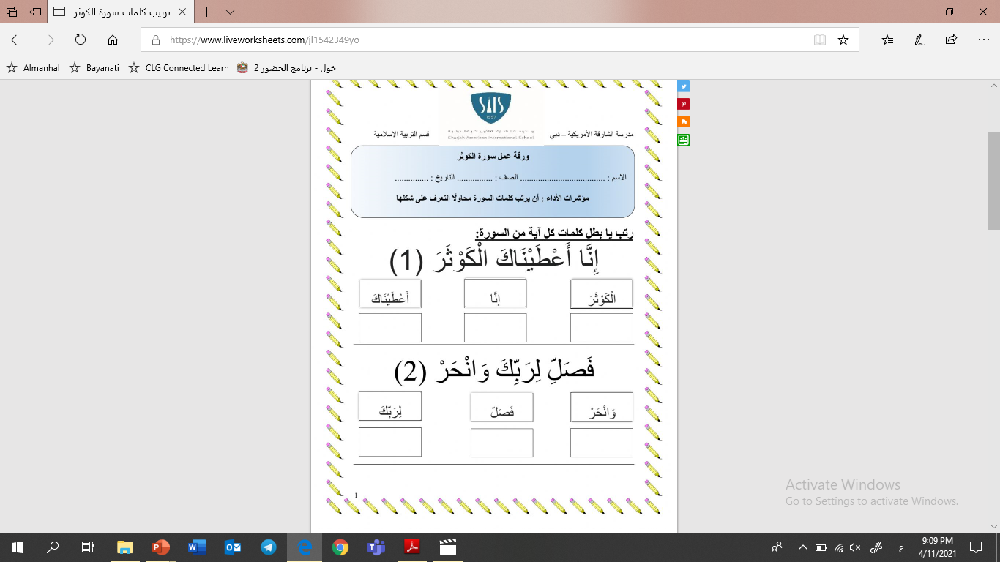 ترتيب كلمات سورة الكوثر
https://www.liveworksheets.com/jl1542349yo
Almanhal Bayanati CLG Connected Learr خول - برنامج الحضور 2
SAIS
1997
مدرسة الشارقة الأمريكية الدولية
Sharjah American International School
مدرسة الشارقة الأمريكية – دبي
قسم التربية الإسلامية
ورقة عمل سورة الكوثر
الاسم : ...................................... الصف : ................ التاريخ : ...............
مؤشرات الأداء : أن يرتب كلمات السورة محاولًا التعرف على شكلها
رتب يا بطل كلمات كل آية من السورة:
إِنَّا أَعْطَيْنَاكَ الْكَوْثَرَ (1)
الْكَوْثَرَ إِنَّا أَعْطَيْنَاكَ
فَصَلِّ لِرَبِّكَ وَانْحَرْ (2)
وَانْحَرْ فَصَلِّ لِرَبِّكَ
1
Activate Windows
Go to Settings to activate Windows.
ع
9:09 PM
4/11/2021